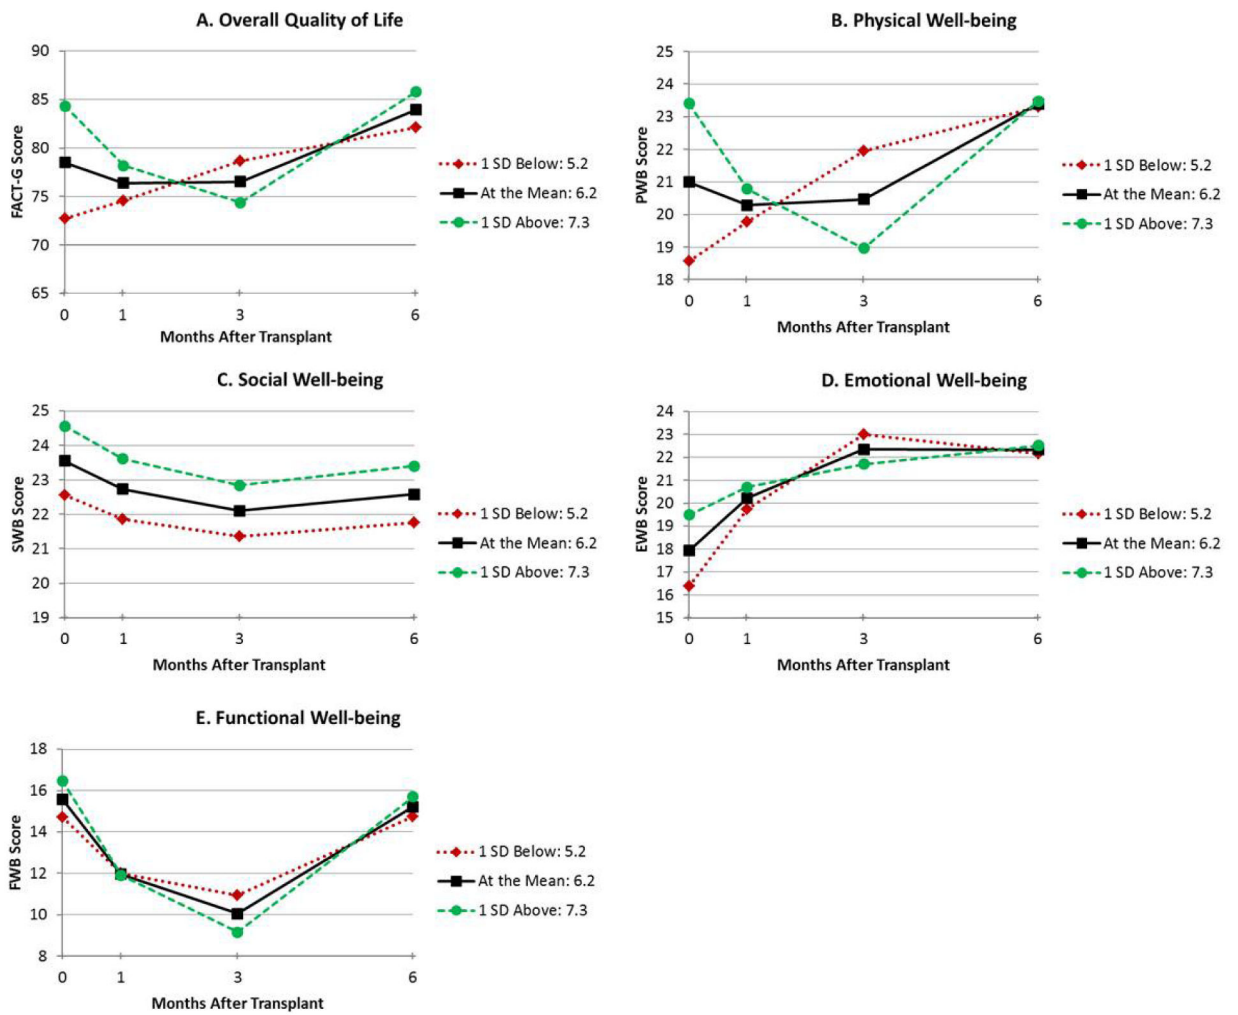 A. Overall Quality of Life
90
85
80
75
70
65
FACT-G Score
0 1 3 6
Months After Transplant
1 SD Below: 5.2
At the Mean: 6.2
1 SD Above: 7.3
B. Physical Well-being
25
24
23
22
21
20
19
18
PWB Score
0 1 3 6
Months After Transplant
1 SD Below: 5.2
At the Mean: 6.2
1 SD Above: 7.3
C. Social Well-being
25
24
23
22
21
20
19
SWB Score
0 1 3 6
Months After Transplant
1 SD Below: 5.2
At the Mean: 6.2
1 SD Above: 7.3
D. Emotional Well-being
24
23
22
21
20
19
18
17
16
15
EWB Score
0 1 3 6
Months After Transplant
1 SD Below: 5.2
At the Mean: 6.2
1 SD Above: 7.3
E. Functional Well-being
18
16
14
12
10
8
FWB Score
0 1 3 6
Months After Transplant
1 SD Below: 5.2
At the Mean: 6.2
1 SD Above: 7.3